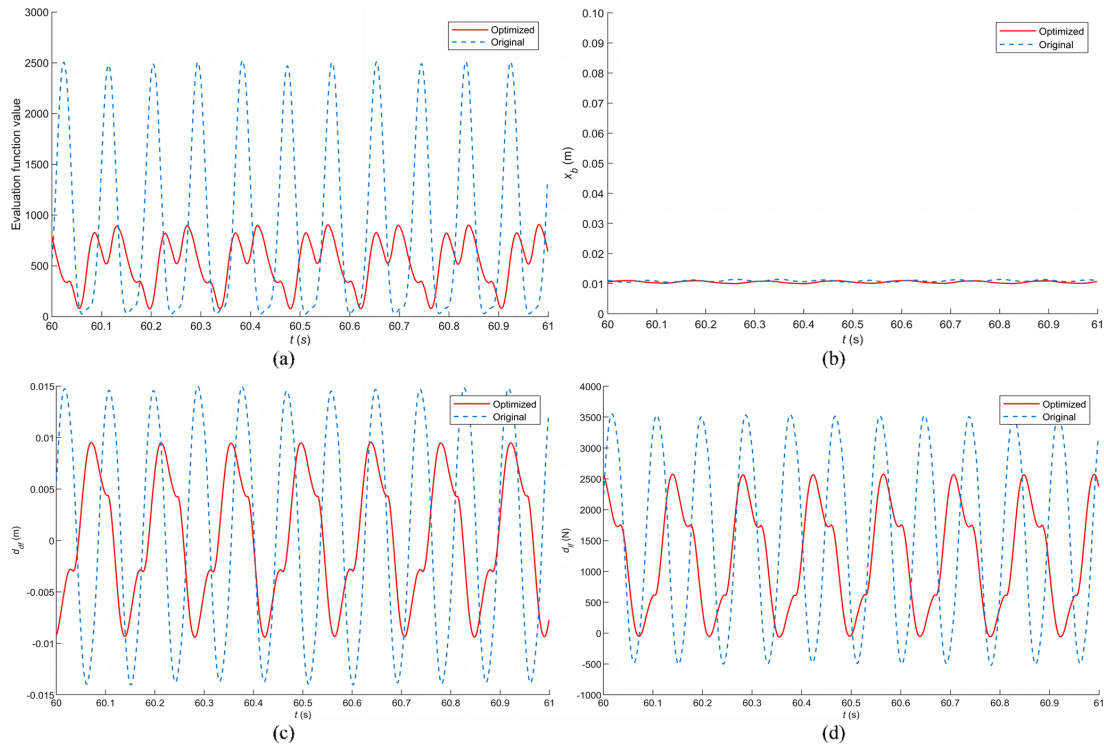 3000
2500
2000
1500
1000
500
0
Evaluation function value
60 60.1 60.2 60.3 60.4 60.5 60.6 60.7 60.8 60.9 61
t (s)
Optimized
Original
(a)
0.10
0.09
0.08
0.07
0.06
0.05
0.04
0.03
0.02
0.01
0
x_b (m)
60 60.1 60.2 60.3 60.4 60.5 60.6 60.7 60.8 60.9 61
t (s)
Optimized
Original
(b)
0.015
0.010
0.005
0
-0.005
-0.01
-0.015
d_df (m)
60 60.1 60.2 60.3 60.4 60.5 60.6 60.7 60.8 60.9 61
t (s)
Optimized
Original
(c)
4000
3500
3000
2500
2000
1500
1000
500
0
-500
-1000
(N)
60 60.1 60.2 60.3 60.4 60.5 60.6 60.7 60.8 60.9 61
t (s)
Optimized
Original
(d)